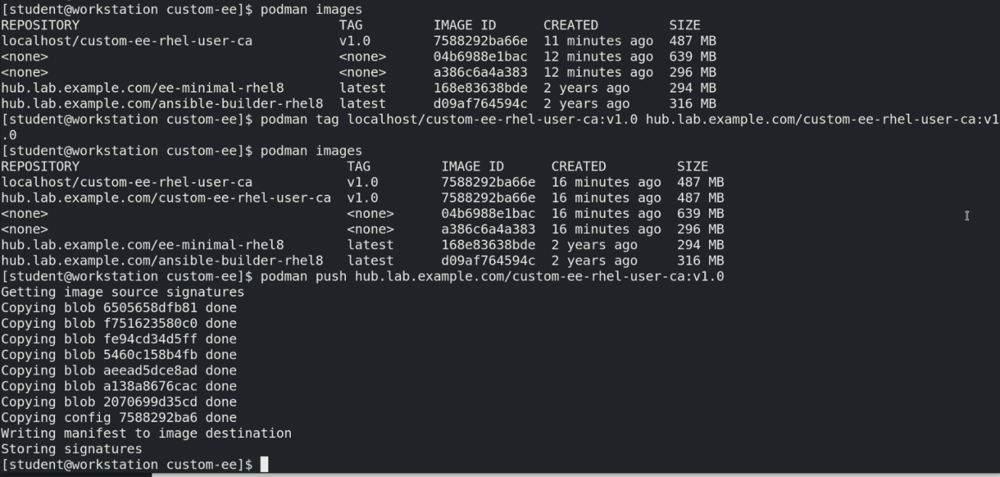 [student@workstation custom-ee]$ podman images
REPOSITORY                                 TAG         IMAGE ID      CREATED         SIZE
localhost/custom-ee-rhel-user-ca           v1.0        7588292ba66e  11 minutes ago  487 MB
<none>                                     <none>      04b6988e1bac  12 minutes ago  639 MB
<none>                                     <none>      a386c6a4a383  12 minutes ago  296 MB
hub.lab.example.com/ee-minimal-rhel8       latest      168e83638bde  2 years ago     294 MB
hub.lab.example.com/ansible-builder-rhel8  latest      d09af764594c  2 years ago     316 MB
[student@workstation custom-ee]$ podman tag localhost/custom-ee-rhel-user-ca:v1.0 hub.lab.example.com/custom-ee-rhel-user-ca:v1
.0
[student@workstation custom-ee]$ podman images
REPOSITORY                                  TAG         IMAGE ID      CREATED         SIZE
localhost/custom-ee-rhel-user-ca            v1.0        7588292ba66e  16 minutes ago  487 MB
hub.lab.example.com/custom-ee-rhel-user-ca  v1.0        7588292ba66e  16 minutes ago  487 MB
<none>                                      <none>      04b6988e1bac  16 minutes ago  639 MB
<none>                                      <none>      a386c6a4a383  16 minutes ago  296 MB
hub.lab.example.com/ee-minimal-rhel8        latest      168e83638bde  2 years ago     294 MB
hub.lab.example.com/ansible-builder-rhel8   latest      d09af764594c  2 years ago     316 MB
[student@workstation custom-ee]$ podman push hub.lab.example.com/custom-ee-rhel-user-ca:v1.0
Getting image source signatures
Copying blob 6505658dfb81 done
Copying blob f751623580c0 done
Copying blob fe94cd34d5ff done
Copying blob 5460c158b4fb done
Copying blob aeead5dce8ad done
Copying blob a138a8676cac done
Copying blob 2070699d35cd done
Copying config 7588292ba6 done
Writing manifest to image destination
Storing signatures
[student@workstation custom-ee]$